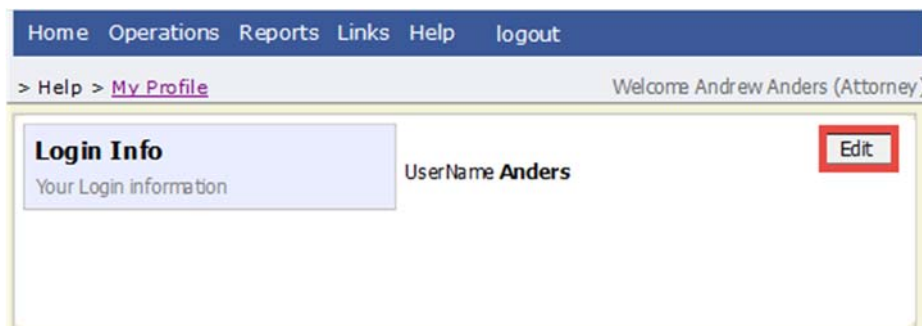 Home Operations Reports Links Help logout
> Help > My Profile Welcome Andrew Anders (Attorney)
Login Info
Edit
UserName Anders
Your Login information